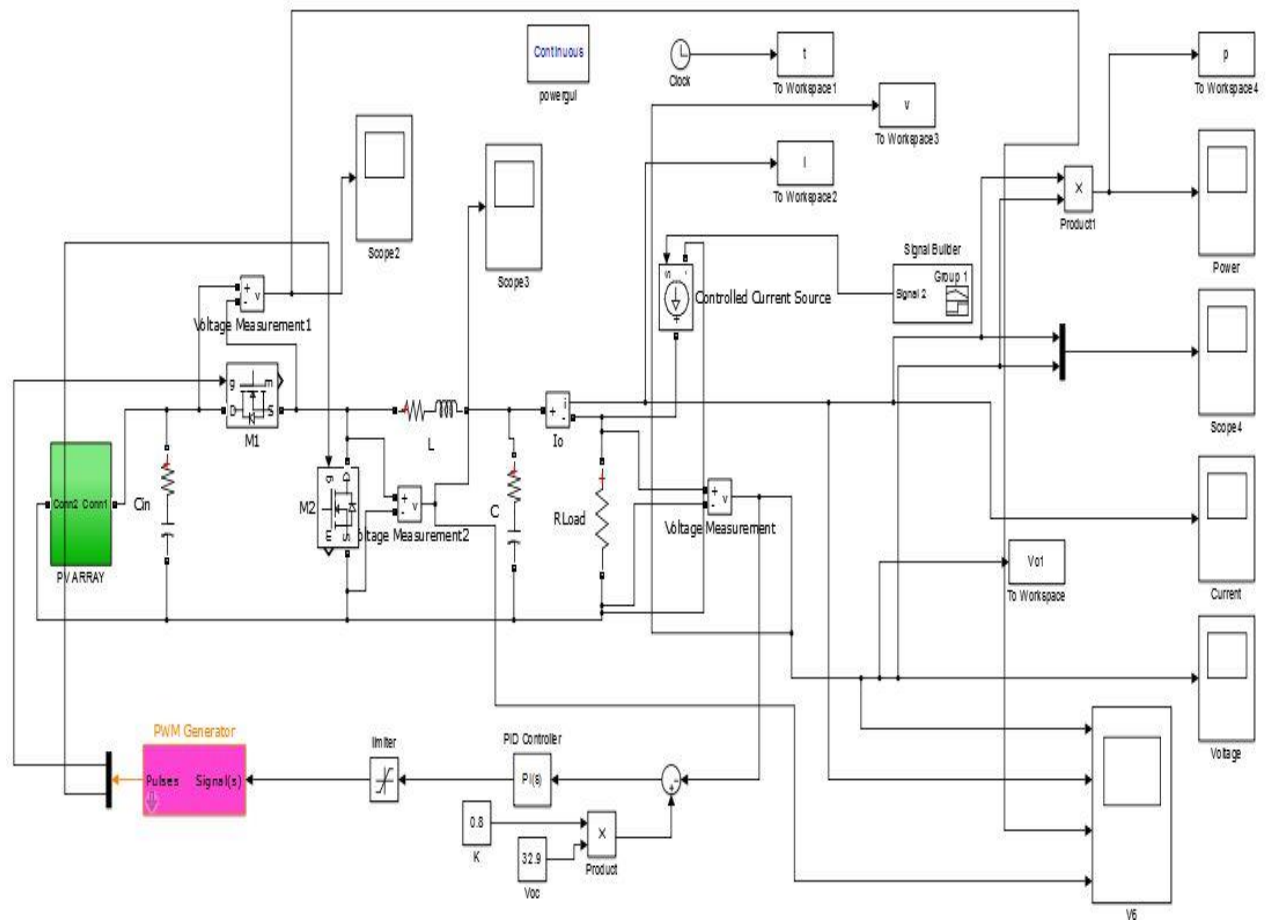 Continuous
powergui
Clock
t
To Workspace1
v
To Workspace3
I
To Workspace2
p
To Workspace4
Scope2
Scope3
Product1
Power
Signal Builder
Group 1
Signal 2
s
-
+
Controlled Current Source
+
-
v
Voltage Measurement1
g
m
D
S
M1
L
+
-
i
Io
Scope4
Conn2 Conn1
PV ARRAY
Cin
g
D
m
S
M2
+
-
v
Voltage Measurement2
C
RLoad
+
-
v
Voltage Measurement
Vo1
To Workspace
Current
Voltage
PWM Generator
Pulses
Signal(s)
limiter
PID Controller
PI(s)
-
+
0.8
K
32.9
Voc
×
Product
×
V6